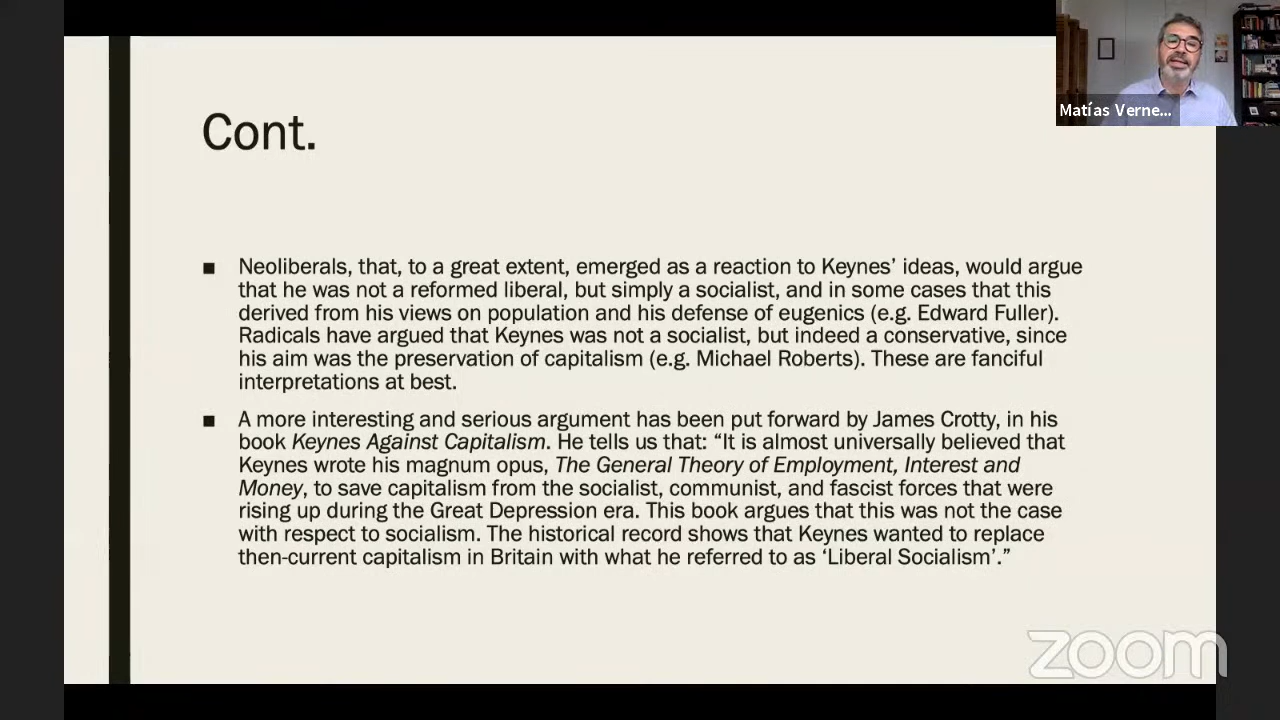 Matías Verne...
Cont.
■ Neoliberals, that, to a great extent, emerged as a reaction to Keynes’ ideas, would argue
that he was not a reformed liberal, but simply a socialist, and in some cases that this
derived from his views on population and his defense of eugenics (e.g. Edward Fuller).
Radicals have argued that Keynes was not a socialist, but indeed a conservative, since
his aim was the preservation of capitalism (e.g. Michael Roberts). These are fanciful
interpretations at best.
■ A more interesting and serious argument has been put forward by James Crotty, in his
book Keynes Against Capitalism. He tells us that: “It is almost universally believed that
Keynes wrote his magnum opus, The General Theory of Employment, Interest and
Money, to save capitalism from the socialist, communist, and fascist forces that were
rising up during the Great Depression era. This book argues that this was not the case
with respect to socialism. The historical record shows that Keynes wanted to replace
then-current capitalism in Britain with what he referred to as ‘Liberal Socialism’.”
zoom